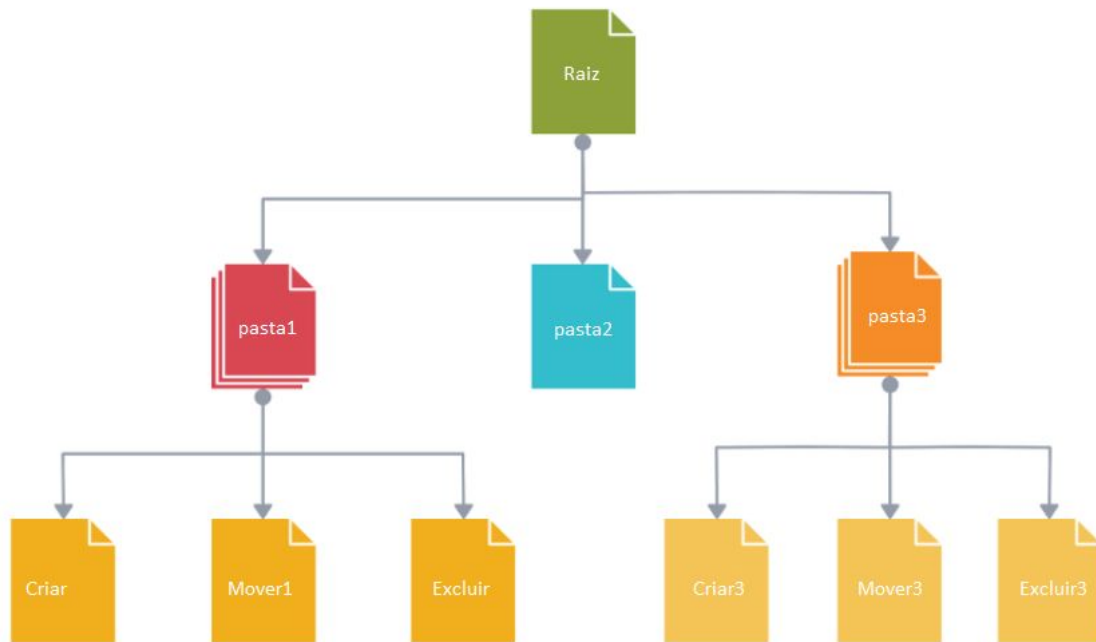 Raiz
pasta1
pasta2
pasta3
Criar
Mover1
Excluir
Criar3
Mover3
Excluir3